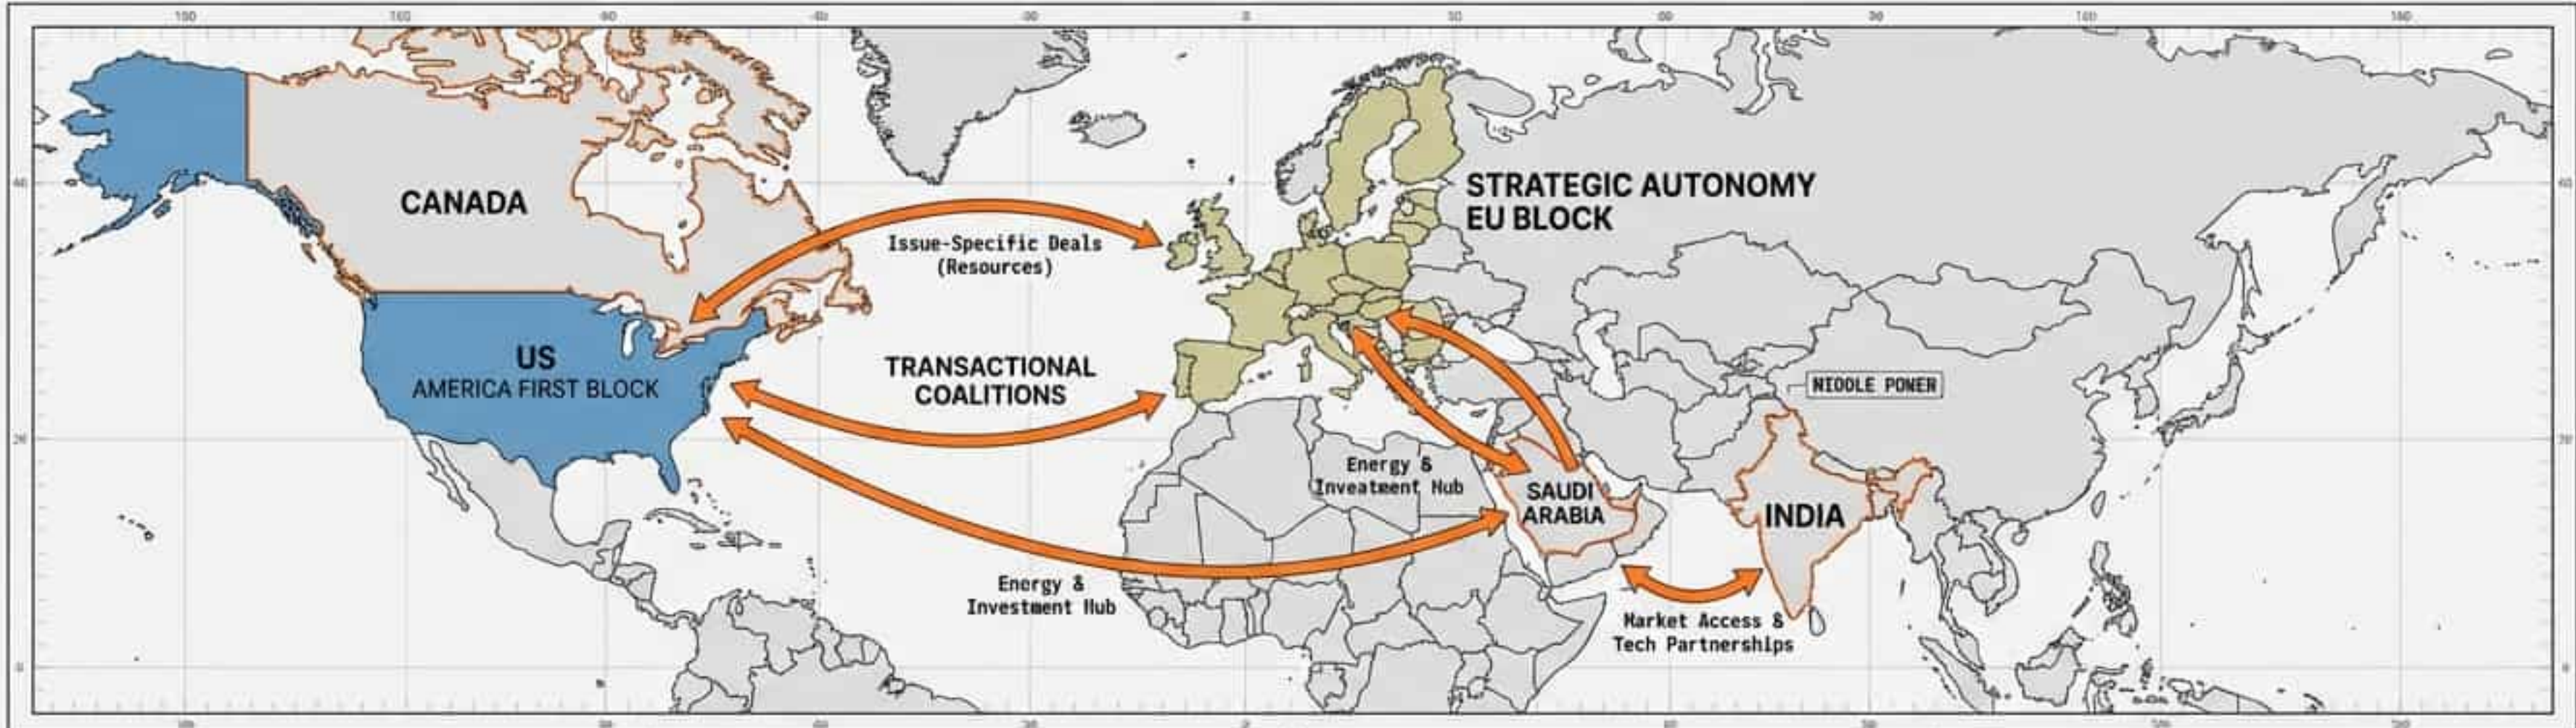 CANADA
STRATEGIC AUTONOMY
EU BLOCK
Issue-Specific Deals
(Resources)
US
AMERICA FIRST BLOCK
TRANSACTIONAL
COALITIONS
NIDDLE POWER
Energy &
Inveatment Hub
SAUDI
ARABIA
INDIA
Energy &
Investment Hub
Market Access &
Tech Partnerships